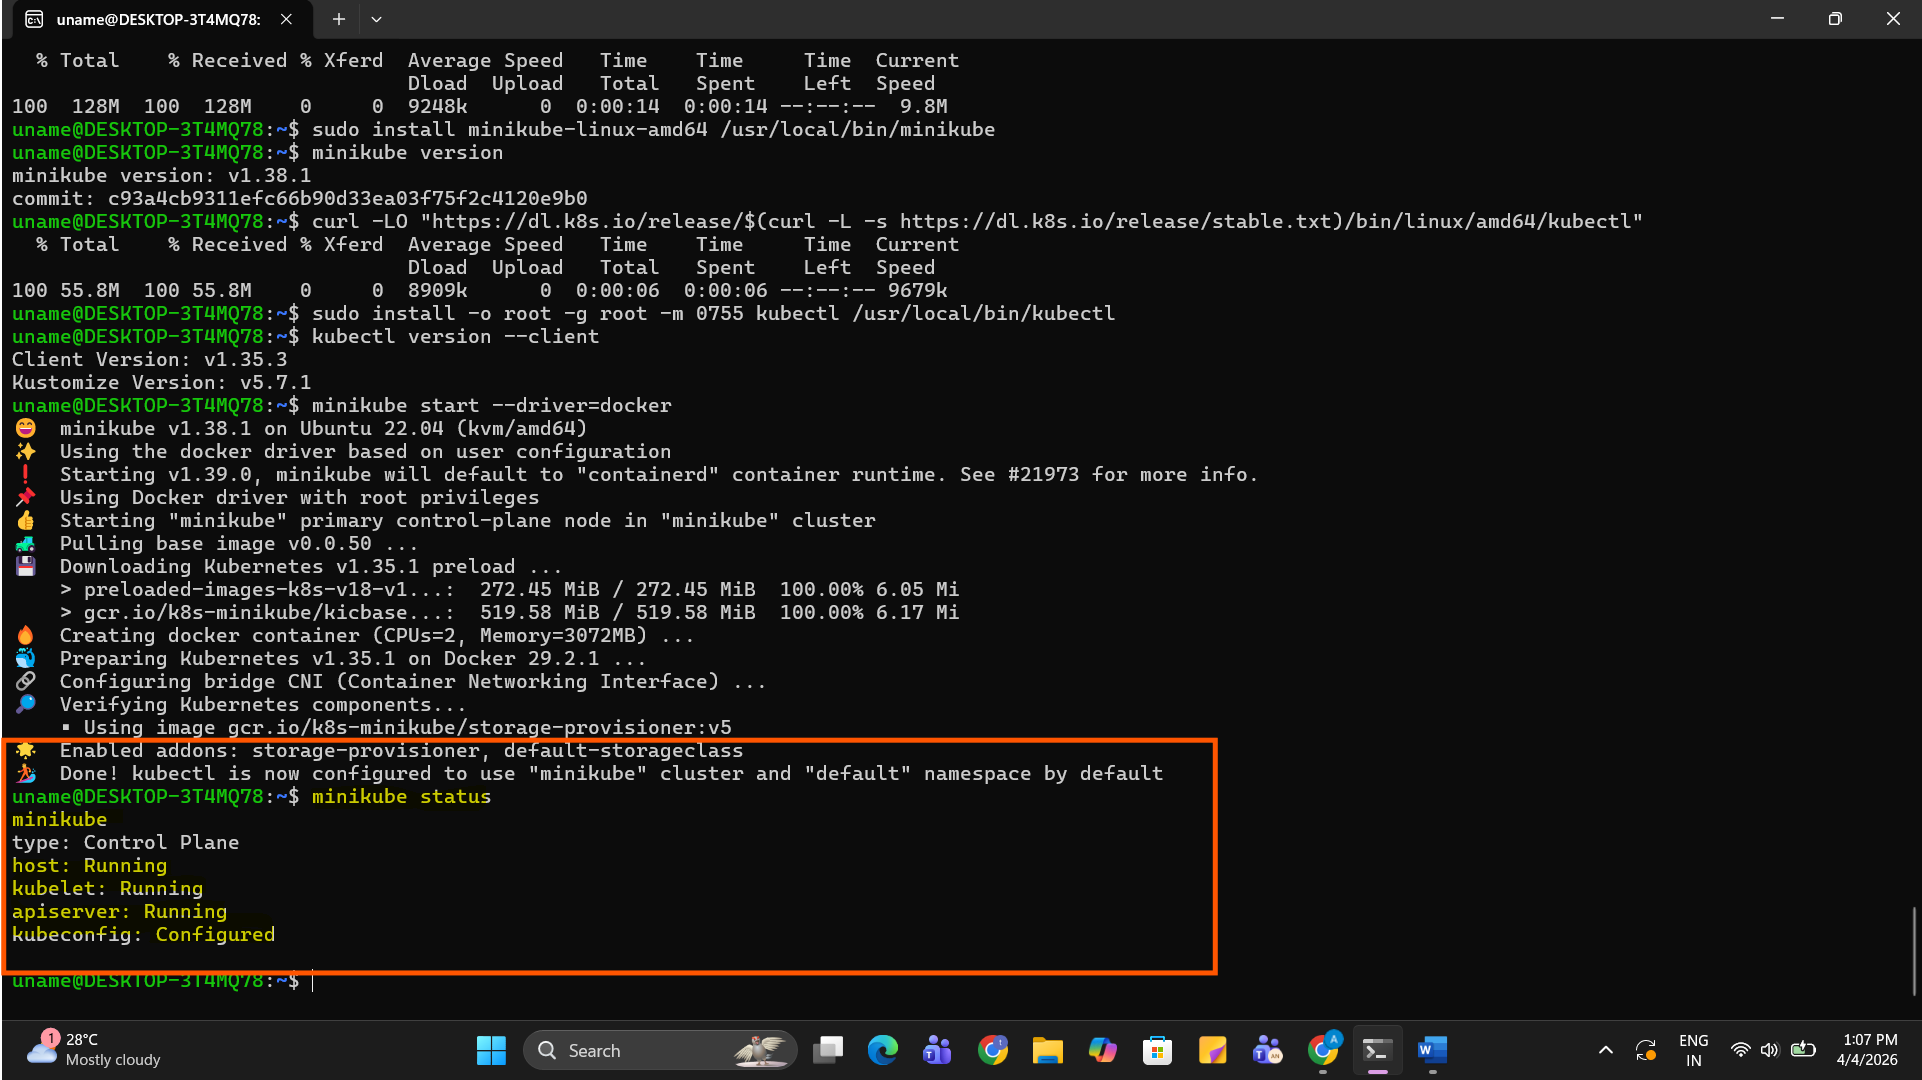 uname@DESKTOP-3T4MQ78:
% Total    % Received % Xferd  Average Speed   Time    Time     Time  Current
Dload  Upload   Total   Spent    Left  Speed
100  128M  100  128M    0     0  9248k      0  0:00:14  0:00:14 --:--:--  9.8M
uname@DESKTOP-3T4MQ78:~$ sudo install minikube-linux-amd64 /usr/local/bin/minikube
uname@DESKTOP-3T4MQ78:~$ minikube version
minikube version: v1.38.1
commit: c93a4cb9311efc66b90d33ea03f75f2c4120e9b0
uname@DESKTOP-3T4MQ78:~$ curl -LO "https://dl.k8s.io/release/$(curl -L -s https://dl.k8s.io/release/stable.txt)/bin/linux/amd64/kubectl"
% Total    % Received % Xferd  Average Speed   Time    Time     Time  Current
Dload  Upload   Total   Spent    Left  Speed
100 55.8M  100 55.8M    0     0  8909k      0  0:00:06  0:00:06 --:--:-- 9679k
uname@DESKTOP-3T4MQ78:~$ sudo install -o root -g root -m 0755 kubectl /usr/local/bin/kubectl
uname@DESKTOP-3T4MQ78:~$ kubectl version --client
Client Version: v1.35.3
Kustomize Version: v5.7.1
uname@DESKTOP-3T4MQ78:~$ minikube start --driver=docker
😄  minikube v1.38.1 on Ubuntu 22.04 (kvm/amd64)
✨  Using the docker driver based on user configuration
❗  Starting v1.39.0, minikube will default to "containerd" container runtime. See #21973 for more info.
📌  Using Docker driver with root privileges
👍  Starting "minikube" primary control-plane node in "minikube" cluster
🚜  Pulling base image v0.0.50 ...
💾  Downloading Kubernetes v1.35.1 preload ...
> preloaded-images-k8s-v18-v1...:  272.45 MiB / 272.45 MiB  100.00% 6.05 Mi
> gcr.io/k8s-minikube/kicbase...:  519.58 MiB / 519.58 MiB  100.00% 6.17 Mi
🔥  Creating docker container (CPUs=2, Memory=3072MB) ...
🐳  Preparing Kubernetes v1.35.1 on Docker 29.2.1 ...
🔗  Configuring bridge CNI (Container Networking Interface) ...
🔎  Verifying Kubernetes components...
▪ Using image gcr.io/k8s-minikube/storage-provisioner:v5
🌟  Enabled addons: storage-provisioner, default-storageclass
🏄  Done! kubectl is now configured to use "minikube" cluster and "default" namespace by default
uname@DESKTOP-3T4MQ78:~$ minikube status
minikube
type: Control Plane
host: Running
kubelet: Running
apiserver: Running
kubeconfig: Configured
uname@DESKTOP-3T4MQ78:~$
1
28°C
Mostly cloudy
Search
ENG
IN
1:07 PM
4/4/2026